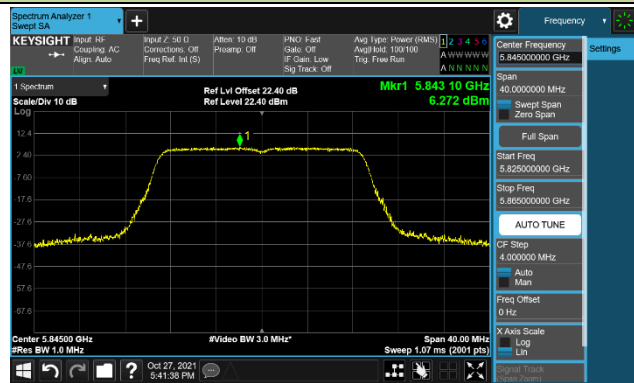 Spectrum Analyzer 1
Swept SA
+
Frequency
KEYSIGHT
Input: RF
Coupling: AC
Align: Auto
Input Z: 50 Ω
Corrections: Off
Freq Ref: Int (S)
Atten: 10 dB
Preamp: Off
PNO: Fast
Gate: Off
IF Gain: Low
Sig Track: Off
Avg Type: Power (RMS)
Avg|Hold: 100/100
Trig: Free Run
1 2 3 4 5 6
A W W W W W
A N N N N N
LV
1 Spectrum
Scale/Div 10 dB
Log
Ref Lvl Offset 22.40 dB
Ref Level 22.40 dBm
Mkr1 5.843 10 GHz
6.272 dBm
12.4
2.40
-7.60
-17.6
-27.6
-37.6
-47.6
-57.6
-67.6
1
Center 5.84500 GHz
#Res BW 1.0 MHz
#Video BW 3.0 MHz*
Span 40.00 MHz
Sweep 1.07 ms (2001 pts)
Center Frequency
5.845000000 GHz
Settings
Span
40.0000000 MHz
Swept Span
Zero Span
Full Span
Start Freq
5.825000000 GHz
Stop Freq
5.865000000 GHz
AUTO TUNE
CF Step
4.000000 MHz
Auto
Man
Freq Offset
0 Hz
X Axis Scale
Log
Lin
Signal Track
(Span Zoom)
?
Oct 27, 2021
5:41:38 PM